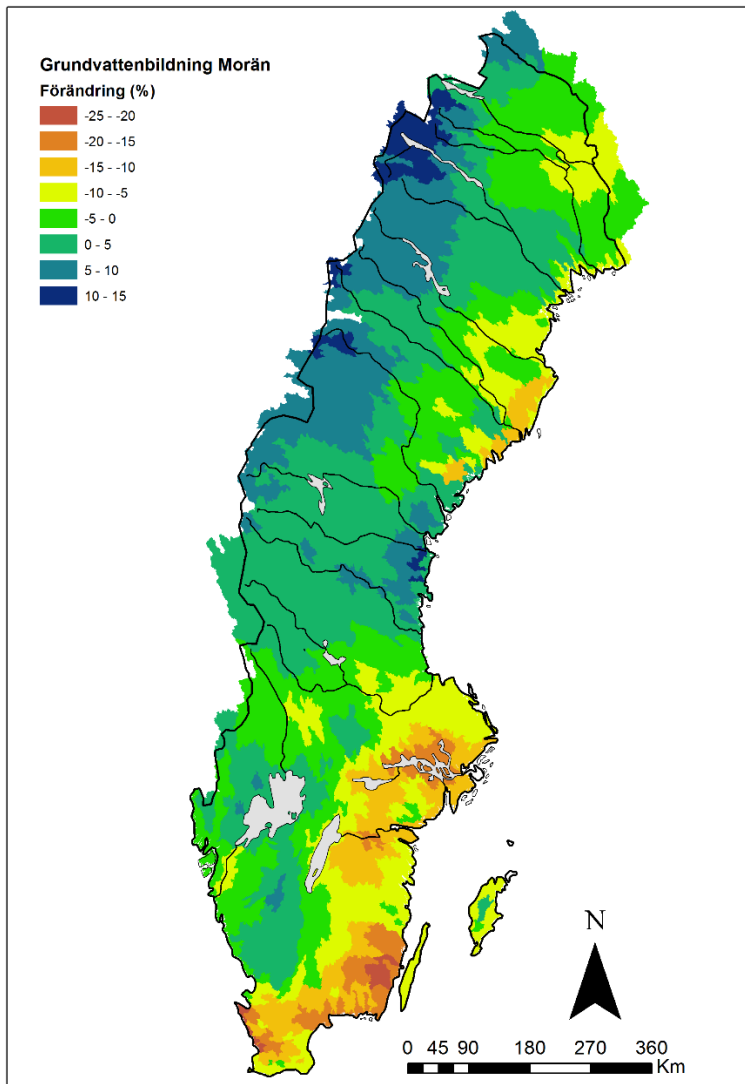 Grundvattenbildning Morän
Förändring (%)
-25 - -20
-20 - -15
-15 - -10
-10 - -5
-5 - 0
0 - 5
5 - 10
10 - 15
N
0 45 90 180 270 360
Km